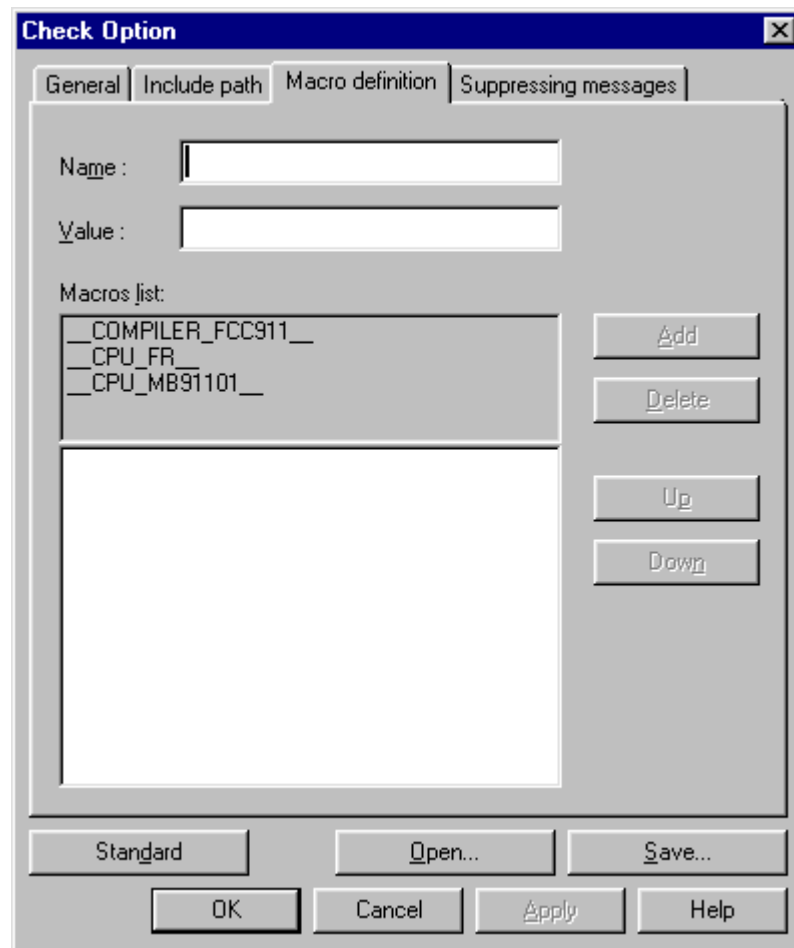 Check Option
General Include path Macro definition Suppressing messages
Name :
Value :
Macros list:
__COMPILER_FCC911__
__CPU_FR__
__CPU_MB91101__
Add
Delete
Up
Down
Standard Open... Save...
OK Cancel Apply Help